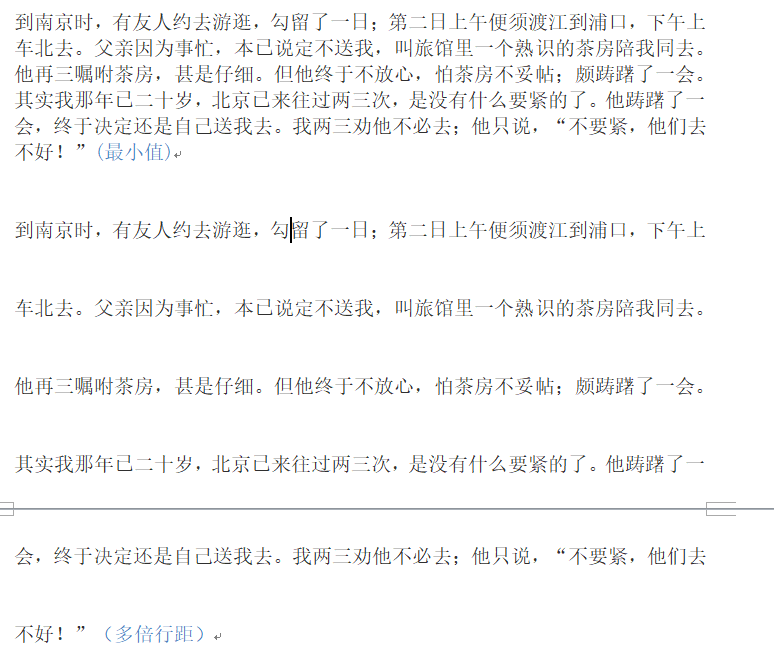 到南京时，有友人约去游逛，勾留了一日；第二日上午便须渡江到浦口，下午上
车北去。父亲因为事忙，本已说定不送我，叫旅馆里一个熟识的茶房陪我同去。
他再三嘱咐茶房，甚是仔细。但他终于不放心，怕茶房不妥帖；颇踌躇了一会。
其实我那年已二十岁，北京已来往过两三次，是没有什么要紧的了。他踌躇了一
会，终于决定还是自己送我去。我两三劝他不必去；他只说，“不要紧，他们去
不好！”(最小值)
到南京时，有友人约去游逛，勾留了一日；第二日上午便须渡江到浦口，下午上
车北去。父亲因为事忙，本已说定不送我，叫旅馆里一个熟识的茶房陪我同去。
他再三嘱咐茶房，甚是仔细。但他终于不放心，怕茶房不妥帖；颇踌躇了一会。
其实我那年已二十岁，北京已来往过两三次，是没有什么要紧的了。他踌躇了一
会，终于决定还是自己送我去。我两三劝他不必去；他只说，“不要紧，他们去
不好！”（多倍行距）